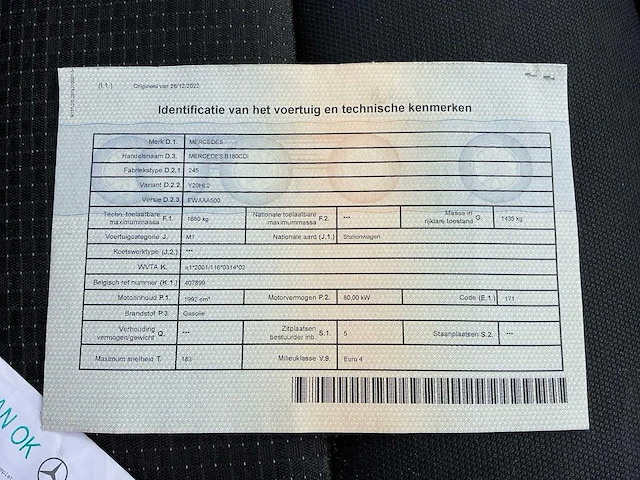 (I.1.) Origineel van 26/12/2022
Identificatie van het voertuig en technische kenmerken
Merk D.1. MERCEDES
Handelsnaam D.3. MERCEDES B180CDI
Fabriekstype D.2.1. 245
Variant D.2.2. Y20HL2
Versie D.2.3. EWAAA500
Techn. toelaatbare maximummassa F.1. 1880 kg Nationale toelaatbare maximummassa F.2. *** Massa in rijklare toestand G. 1435 kg
Voertuigcategorie J. M1 Nationale aard (J.1.) Stationwagen
Koetswerktype (J.2.) ***
WVTA K. e1*2001/116*0314*02
Belgisch ref nummer (K.1.) 407899
Motorinhoud P.1. 1992 cm³ Motorvermogen P.2. 80,00 kW Code (E.1.) 171
Brandstof P.3. Gasolie
Verhouding vermogen/gewicht Q. *** Zitplaatsen bestuurder inb. S.1. 5 Staanplaatsen S.2. ***
Maximum snelheid T. 183 Milieuklasse V.9. Euro 4
AN OK